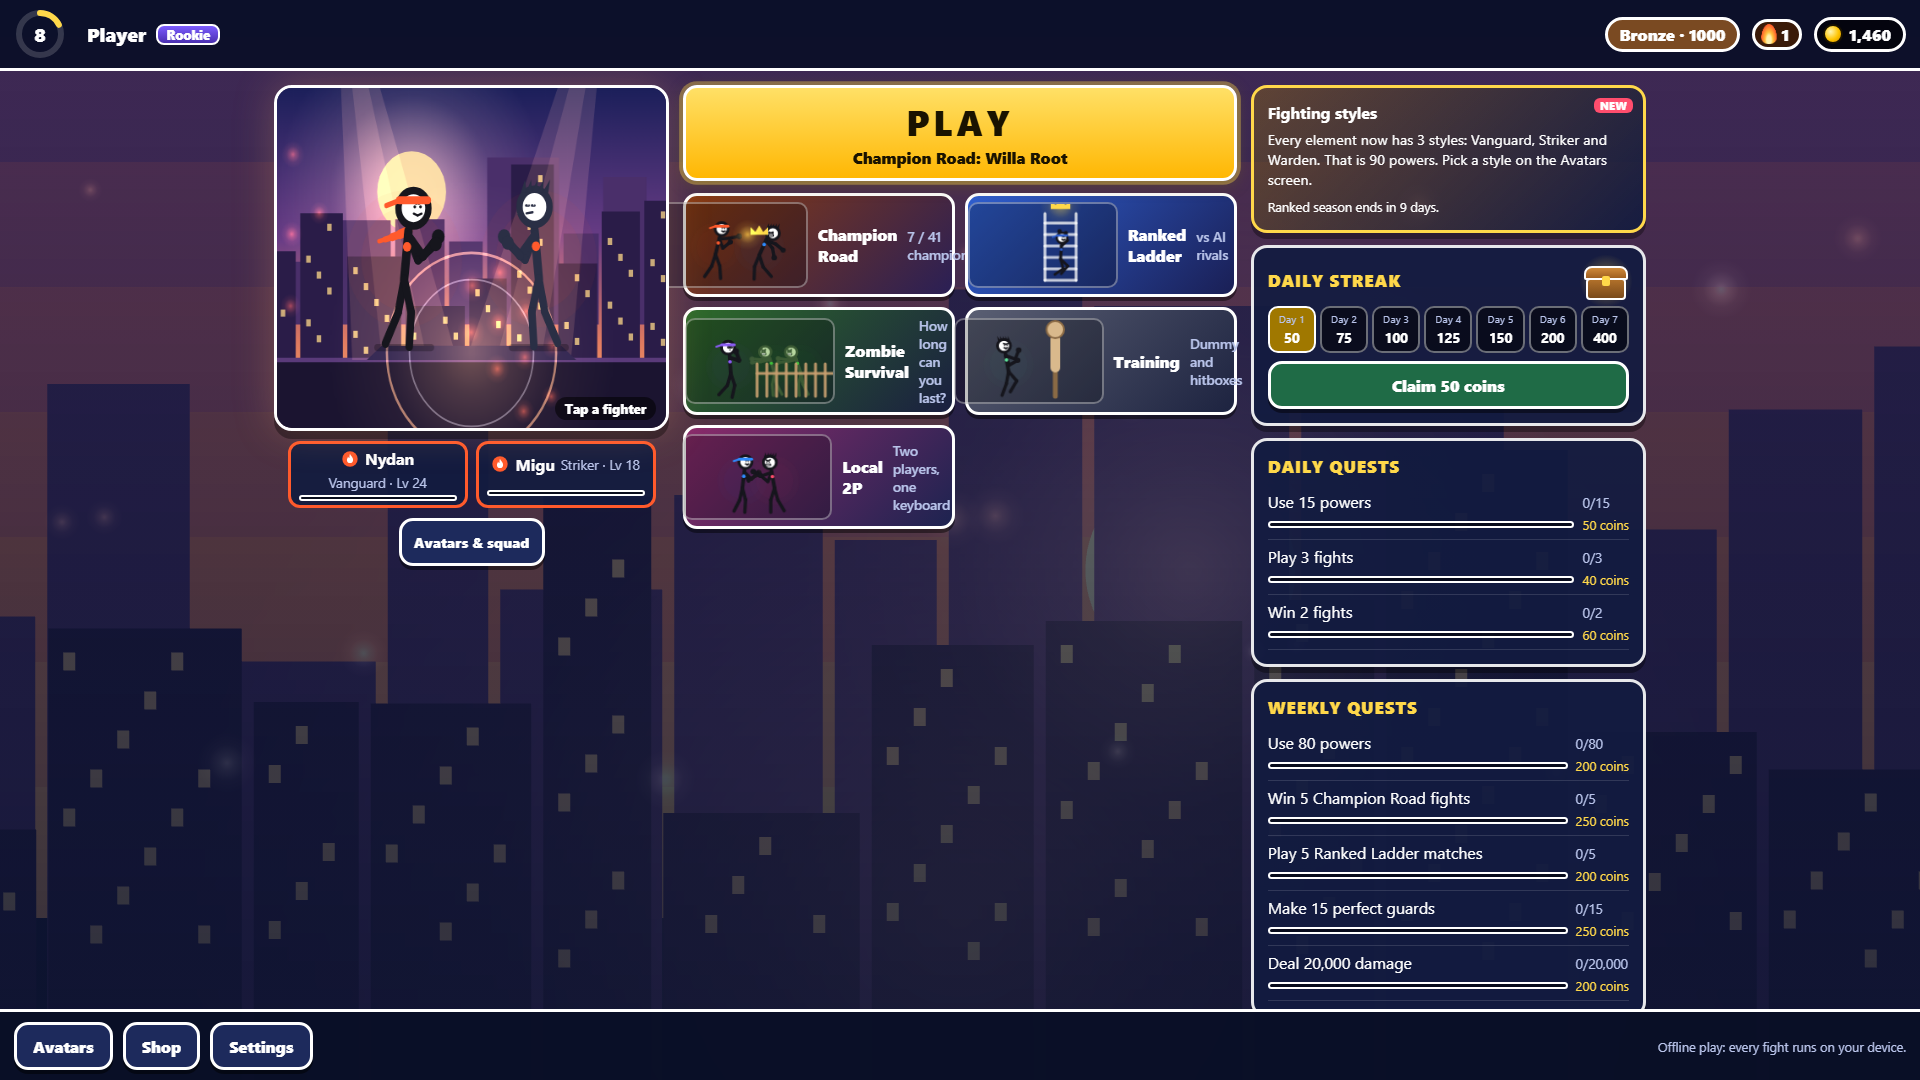 8
Player
Rookie
Bronze · 1000
1
1,460
Tap a fighter
Nydan
Vanguard · Lv 24
Migu Striker · Lv 18
Avatars & squad
PLAY
Champion Road: Willa Root
Champion Road
7 / 41 champion
Ranked Ladder
vs AI rivals
Zombie Survival
How long can you last?
Training
Dummy and hitboxes
Local 2P
Two players, one keyboard
Fighting styles
NEW
Every element now has 3 styles: Vanguard, Striker and
Warden. That is 90 powers. Pick a style on the Avatars
screen.
Ranked season ends in 9 days.
DAILY STREAK
Day 1 Day 2 Day 3 Day 4 Day 5 Day 6 Day 7
50 75 100 125 150 200 400
Claim 50 coins
DAILY QUESTS
Use 15 powers 0/15
50 coins
Play 3 fights 0/3
40 coins
Win 2 fights 0/2
60 coins
WEEKLY QUESTS
Use 80 powers 0/80
200 coins
Win 5 Champion Road fights 0/5
250 coins
Play 5 Ranked Ladder matches 0/5
200 coins
Make 15 perfect guards 0/15
250 coins
Deal 20,000 damage 0/20,000
200 coins
Avatars
Shop
Settings
Offline play: every fight runs on your device.